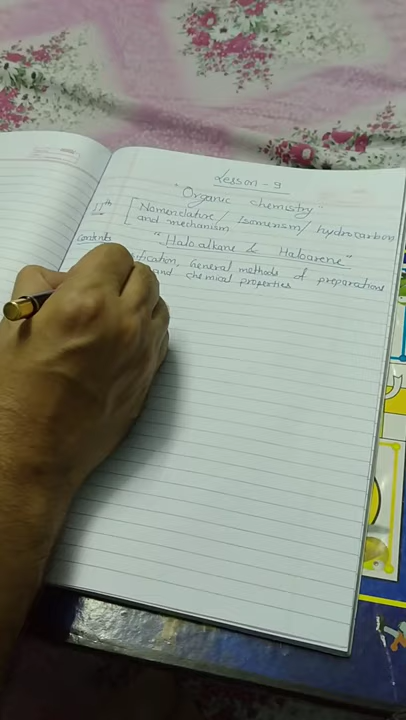 Lesson - 9
"Organic chemistry"
11th [Nomenclature/ Isomerism/ hydrocarbon
and mechanism
"Haloalkane & Haloarene"
Contents
General methods of preparations
and chemical properties